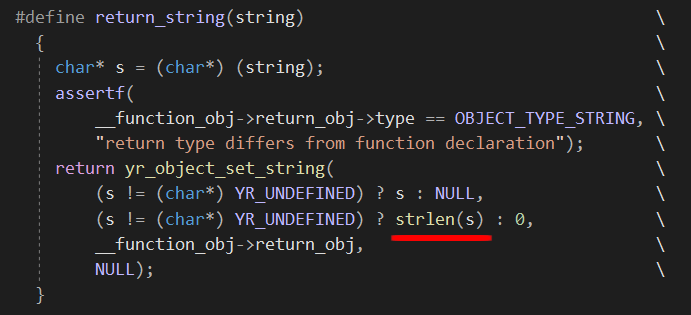 #define return_string(string) \
{ \
char* s = (char*) (string); \
assertf( \
__function_obj->return_obj->type == OBJECT_TYPE_STRING, \
"return type differs from function declaration"); \
return yr_object_set_string( \
(s != (char*) YR_UNDEFINED) ? s : NULL, \
(s != (char*) YR_UNDEFINED) ? strlen(s) : 0, \
__function_obj->return_obj, \
NULL); \
}